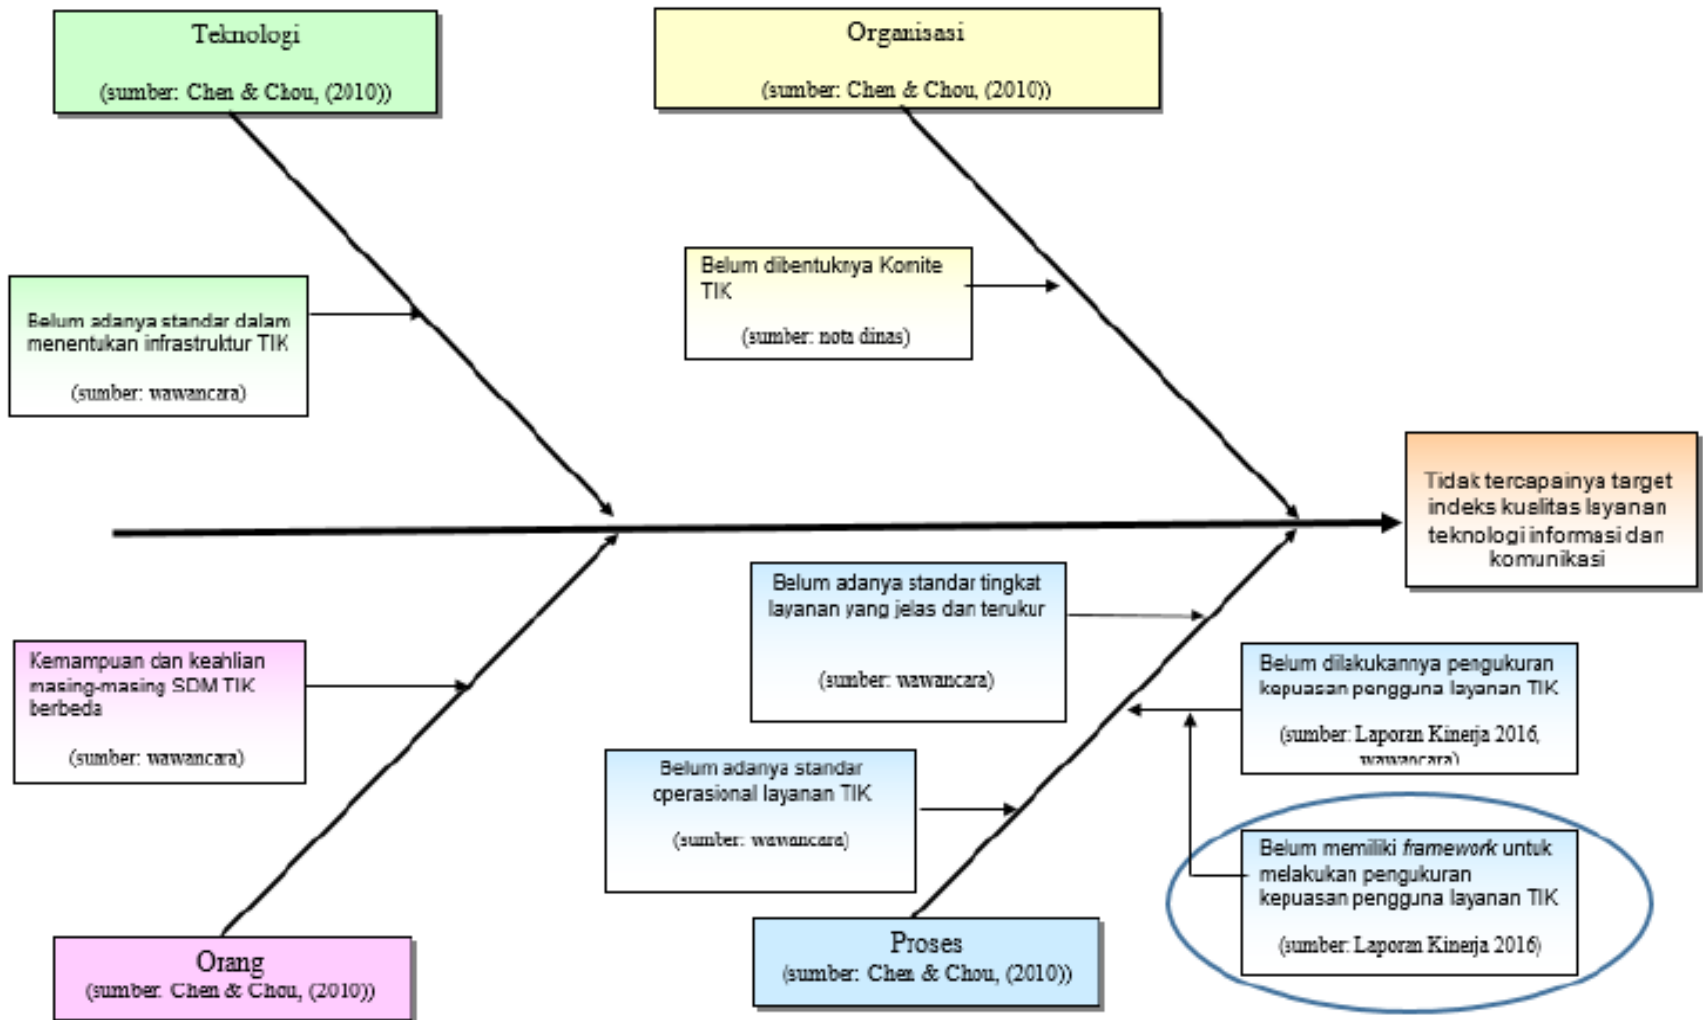 Teknologi
(sumber: Chen & Chou, (2010))
Organisasi
(sumber: Chen & Chou, (2010))
Belum dibentuknya Komite
TIK
(sumber: nota dinas)
Belum adanya standar dalam
menentukan infrastruktur TIK
(sumber: wawancara)
Tidak tercapainya target
indeks kualitas layanan
teknologi informasi dan
komunikasi
Belum adanya standar tingkat
layanan yang jelas dan terukur
(sumber: wawancara)
Kemampuan dan keahlian
masing-masing SDM TIK
berbeda
(sumber: wawancara)
Belum dilakukannya pengukuran
kepuasan pengguna layanan TIK
(sumber: Laporan Kinerja 2016,
wawancara)
Belum adanya standar
operasional layanan TIK
(sumber: wawancara)
Belum memiliki framework untuk
melakukan pengukuran
kepuasan pengguna layanan TIK
(sumber: Laporan Kinerja 2016)
Orang
(sumber: Chen & Chou, (2010))
Proses
(sumber: Chen & Chou, (2010))